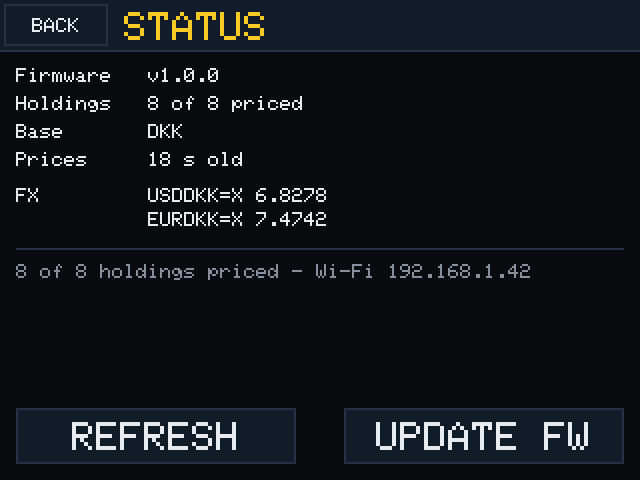 BACK STATUS
Firmware v1.0.0
Holdings 8 of 8 priced
Base DKK
Prices 18 s old
FX USDDKK=X 6.8278
EURDKK=X 7.4742
8 of 8 holdings priced - Wi-Fi 192.168.1.42
REFRESH UPDATE FW